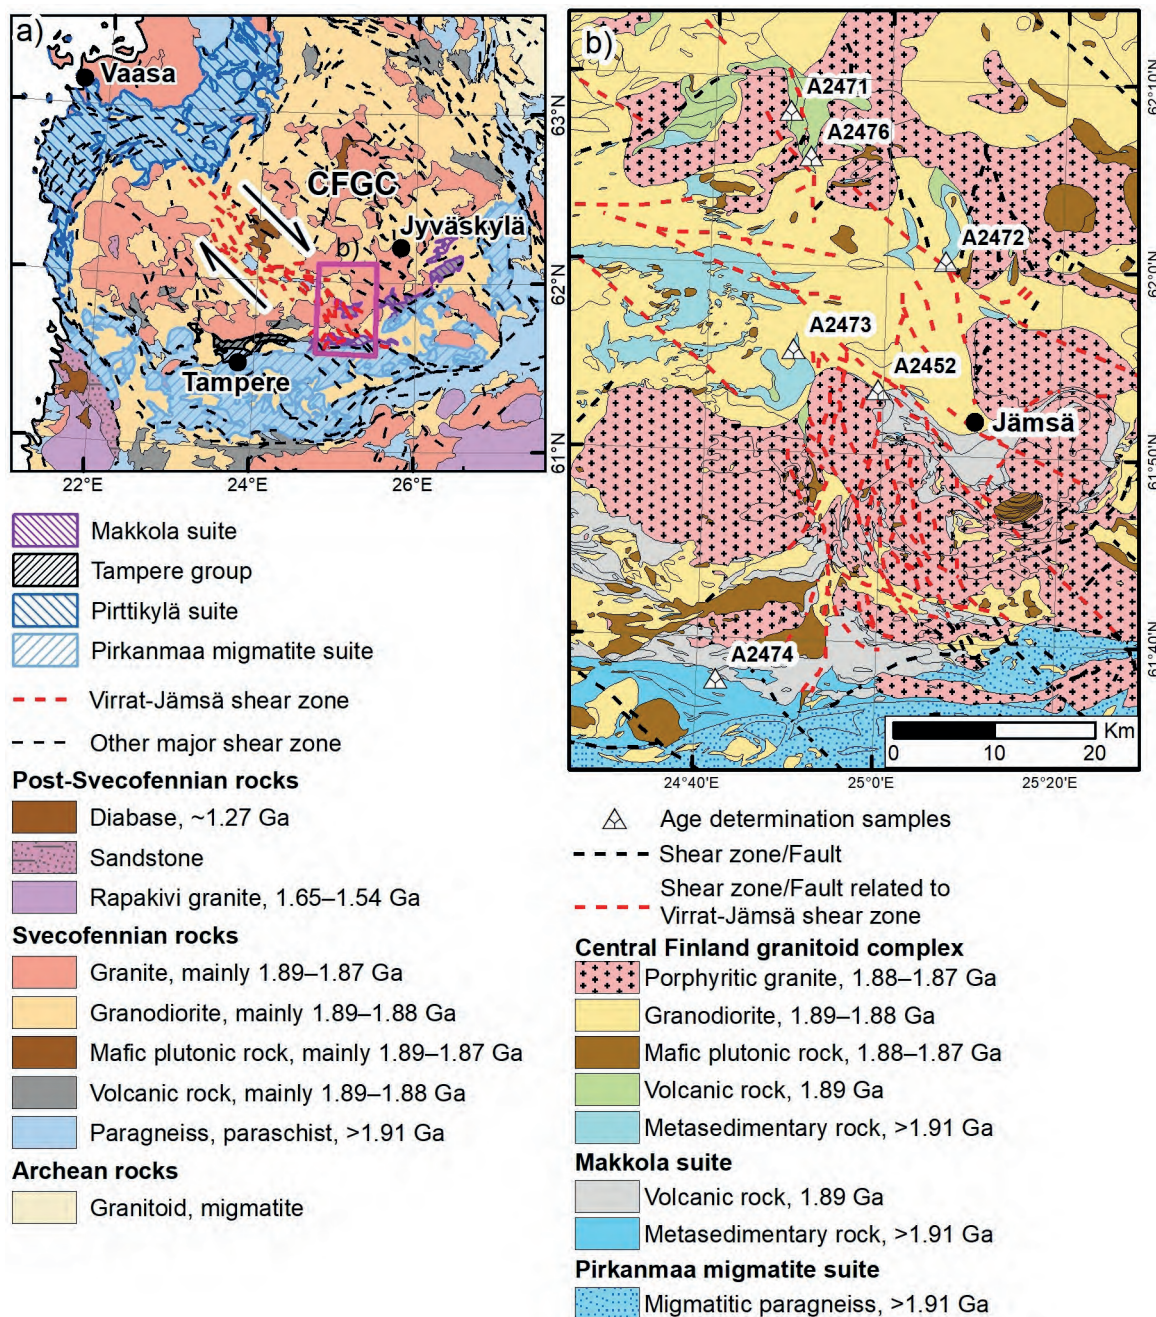 a)
Vaasa
CFGC
Jyväskylä
b)
Tampere
63°N
62°N
61°N
22°E
24°E
26°E
Makkola suite
Tampere group
Pirttikylä suite
Pirkanmaa migmatite suite
Virrat-Jämsä shear zone
Other major shear zone
Post-Svecofennian rocks
Diabase, ~1.27 Ga
Sandstone
Rapakivi granite, 1.65–1.54 Ga
Svecofennian rocks
Granite, mainly 1.89–1.87 Ga
Granodiorite, mainly 1.89–1.88 Ga
Mafic plutonic rock, mainly 1.89–1.87 Ga
Volcanic rock, mainly 1.89–1.88 Ga
Paragneiss, paraschist, >1.91 Ga
Archean rocks
Granitoid, migmatite
b)
A2471
A2476
A2472
A2473
A2452
Jämsä
A2474
62°10'N
62°0'N
61°50'N
61°40'N
Km
0 10 20
24°40'E
25°0'E
25°20'E
Age determination samples
Shear zone/Fault
Shear zone/Fault related to
Virrat-Jämsä shear zone
Central Finland granitoid complex
Porphyritic granite, 1.88–1.87 Ga
Granodiorite, 1.89–1.88 Ga
Mafic plutonic rock, 1.88–1.87 Ga
Volcanic rock, 1.89 Ga
Metasedimentary rock, >1.91 Ga
Makkola suite
Volcanic rock, 1.89 Ga
Metasedimentary rock, >1.91 Ga
Pirkanmaa migmatite suite
Migmatitic paragneiss, >1.91 Ga